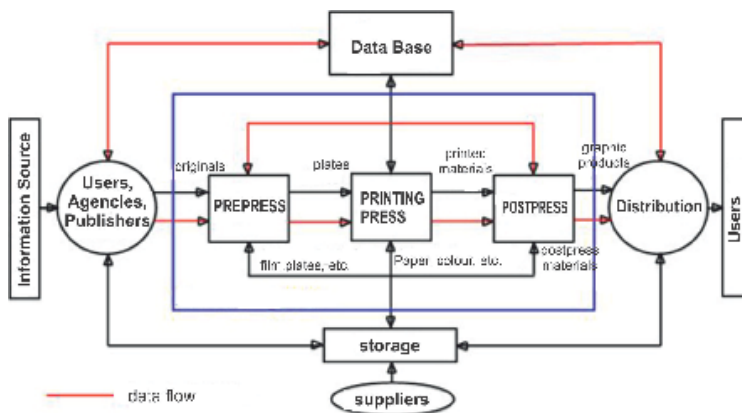 Data Base
Information Source
originals
plates
printed
materials
graphic
products
Users,
Agencies,
Publishers
PREPRESS
PRINTING
PRESS
POSTPRESS
Distribution
Users
film plates, etc.
Paper, colour, etc.
postpress
materials
storage
data flow
suppliers